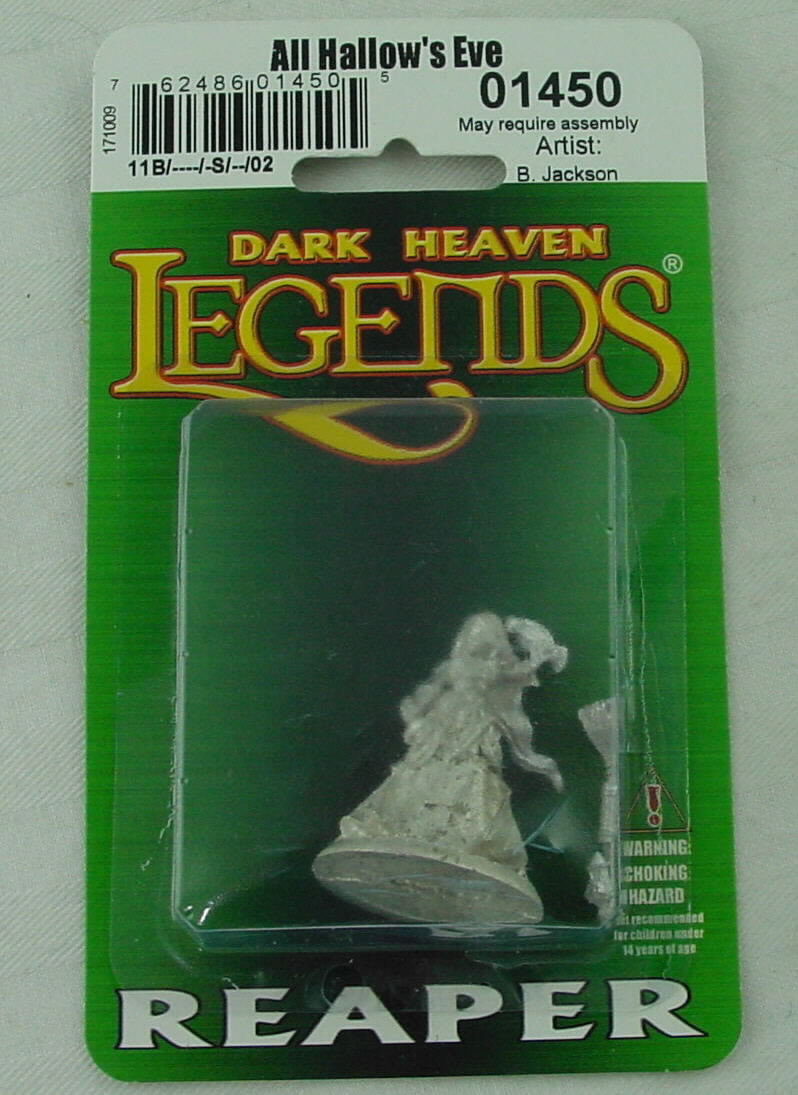 All Hallow's Eve
7 62486 01450 5
01450
May require assembly
Artist:
B. Jackson
171009
11B/----/-S/--/02
DARK HEAVEN
LEGENDS®
WARNING:
CHOKING
HAZARD
Not recommended
for children under
14 years of age
REAPER